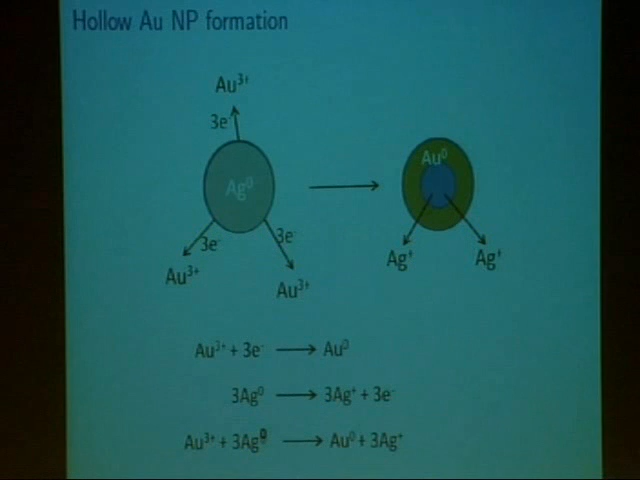 Hollow Au NP formation
Au³⁺
3e⁻
Ag⁰
Au⁰
3e⁻
3e⁻
Au³⁺
Au³⁺
Ag⁺
Ag⁺
Au³⁺ + 3e⁻ ⟶ Au⁰
3Ag⁰ ⟶ 3Ag⁺ + 3e⁻
Au³⁺ + 3Ag⁰ ⟶ Au⁰ + 3Ag⁺